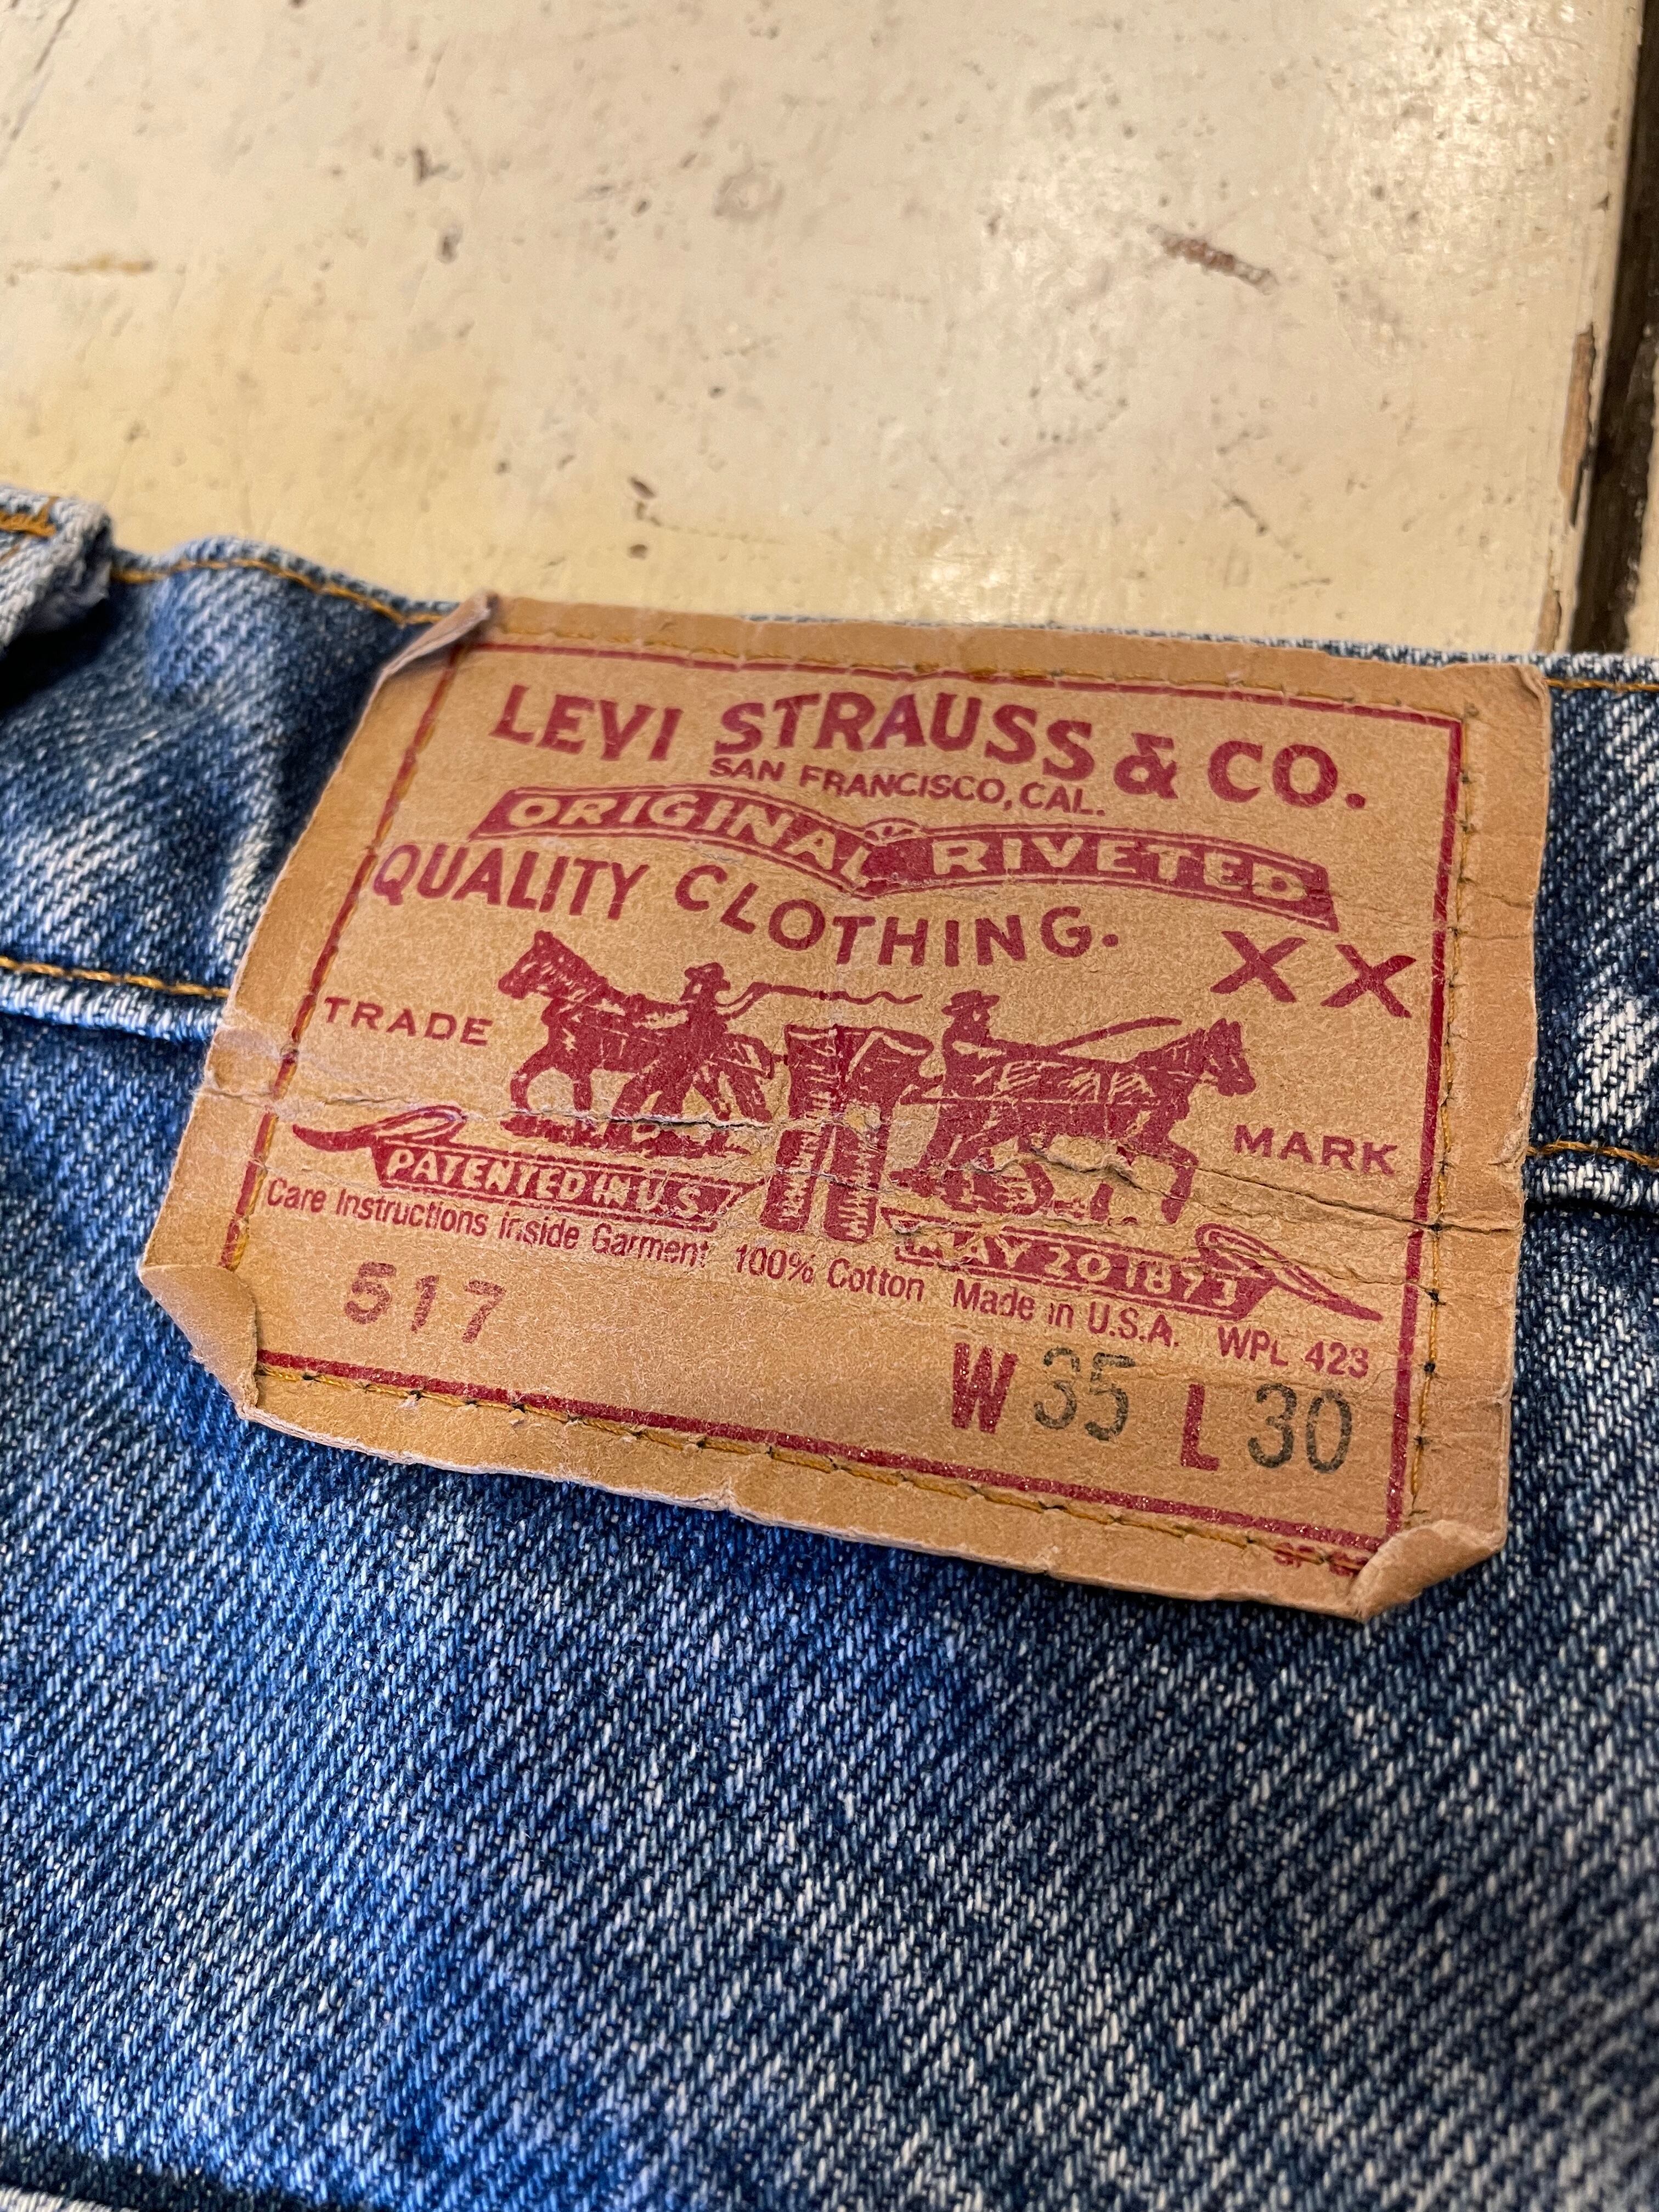 LEVI STRAUSS & CO.
SAN FRANCISCO, CAL.
ORIGINAL RIVETED
QUALITY CLOTHING.
XX
TRADE MARK
PATENTED IN U.S.
MAY 20 1873
Care Instructions inside Garment 100% Cotton Made in U.S.A. WPL 423
517
W 35 L 30